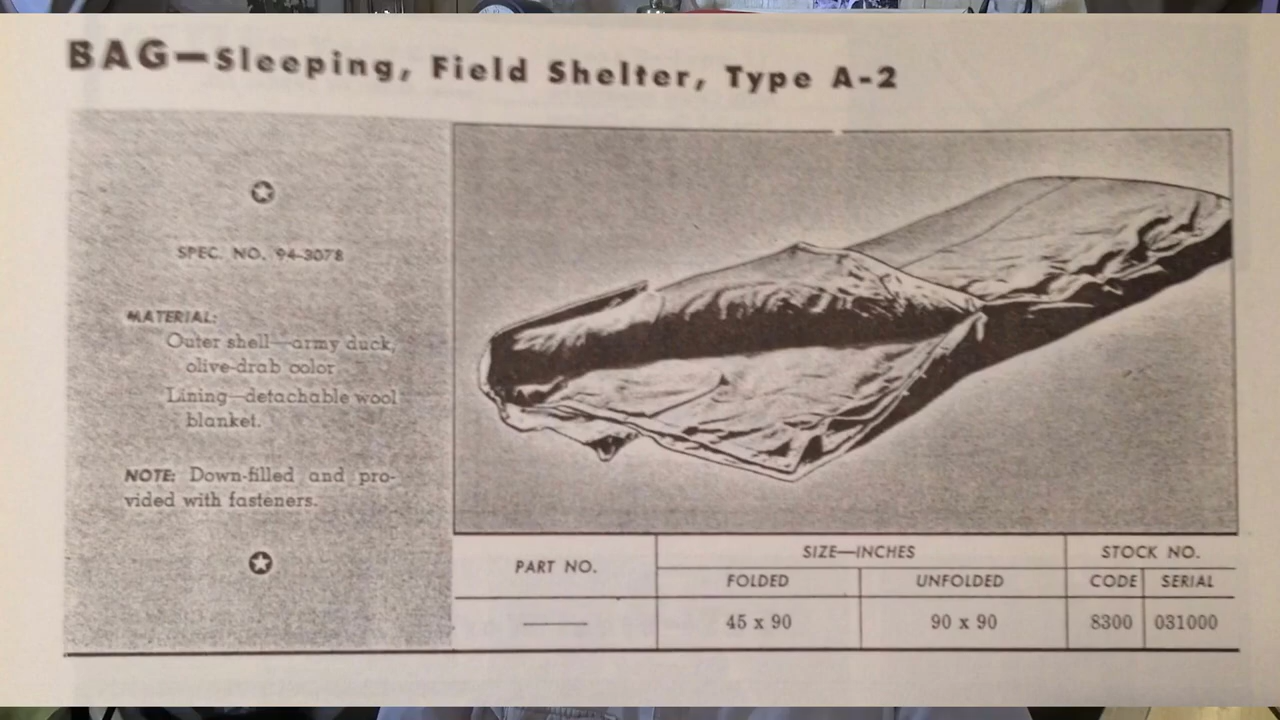 BAG—Sleeping, Field Shelter, Type A-2
SPEC. NO. 94-3078
MATERIAL:
Outer shell—army duck,
olive-drab color
Lining—detachable wool
blanket.
NOTE: Down-filled and pro-
vided with fasteners.
PART NO.
SIZE—INCHES
STOCK NO.
FOLDED
UNFOLDED
CODE
SERIAL
45 x 90
90 x 90
8300
031000